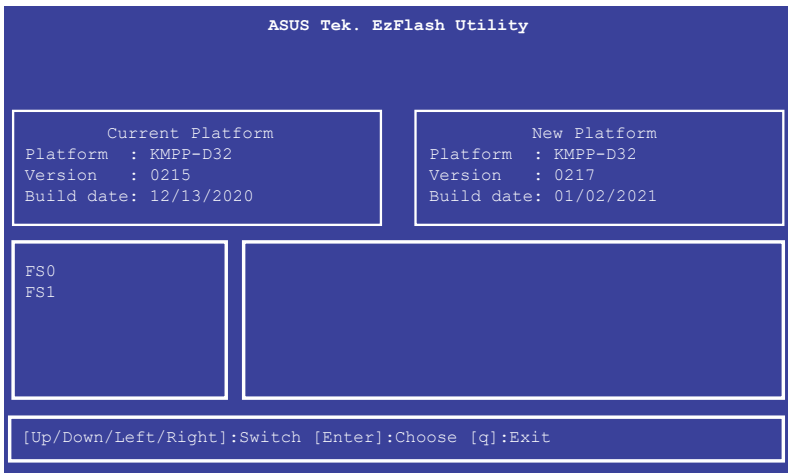 ASUS Tek. EzFlash Utility
Current Platform
Platform : KMPP-D32
Version : 0215
Build date: 12/13/2020
New Platform
Platform : KMPP-D32
Version : 0217
Build date: 01/02/2021
FS0
FS1
[Up/Down/Left/Right]:Switch [Enter]:Choose [q]:Exit